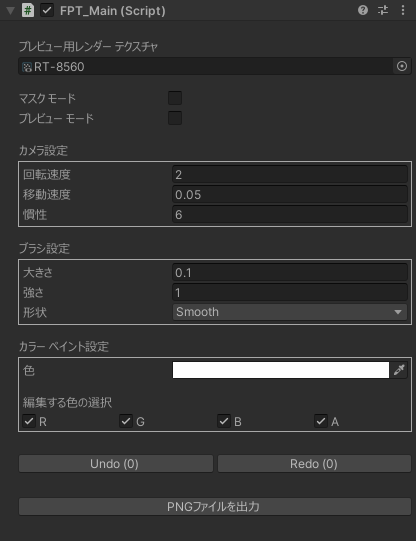 FPT_Main (Script)
プレビュー用レンダー テクスチャ
RT-8560
マスク モード
プレビュー モード
カメラ設定
回転速度 2
移動速度 0.05
慣性 6
ブラシ設定
大きさ 0.1
強さ 1
形状 Smooth
カラー ペイント設定
色
編集する色の選択
R G B A
Undo (0) Redo (0)
PNGファイルを出力